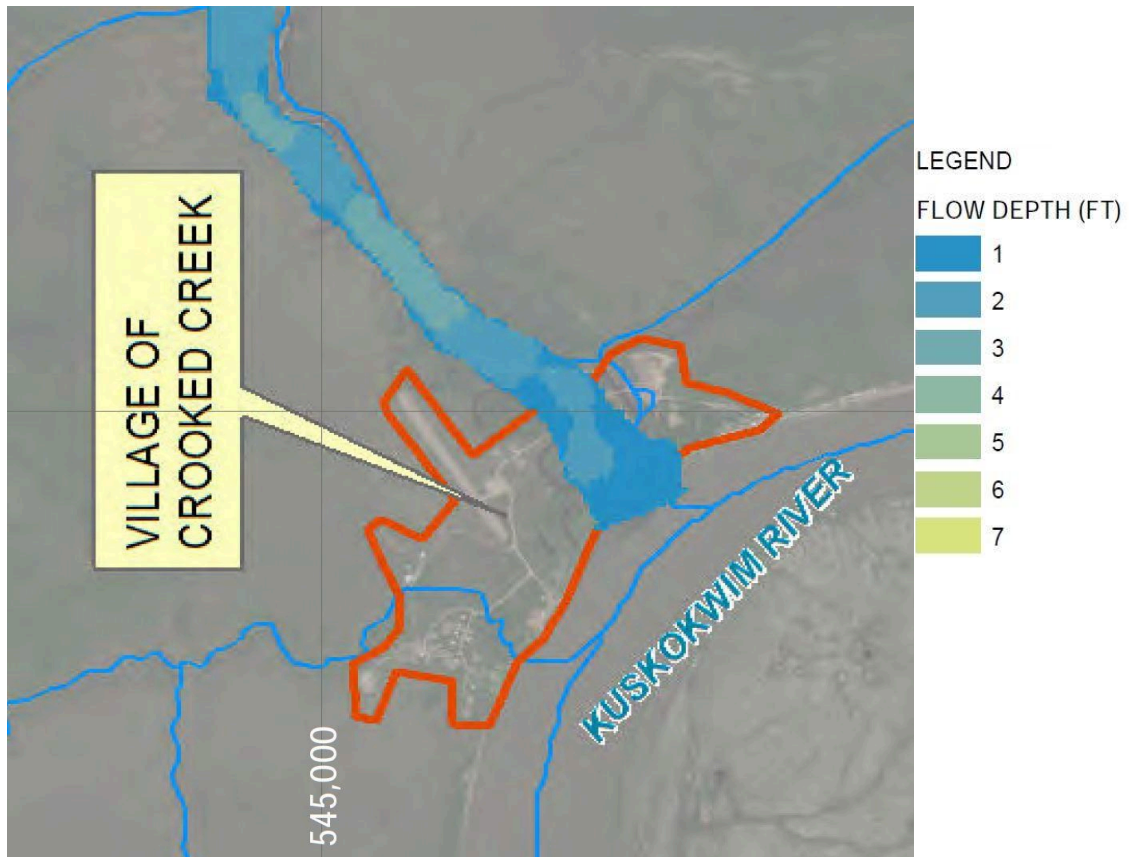 VILLAGE OF
CROOKED CREEK
KUSKOKWIM RIVER
545,000
LEGEND
FLOW DEPTH (FT)
1
2
3
4
5
6
7